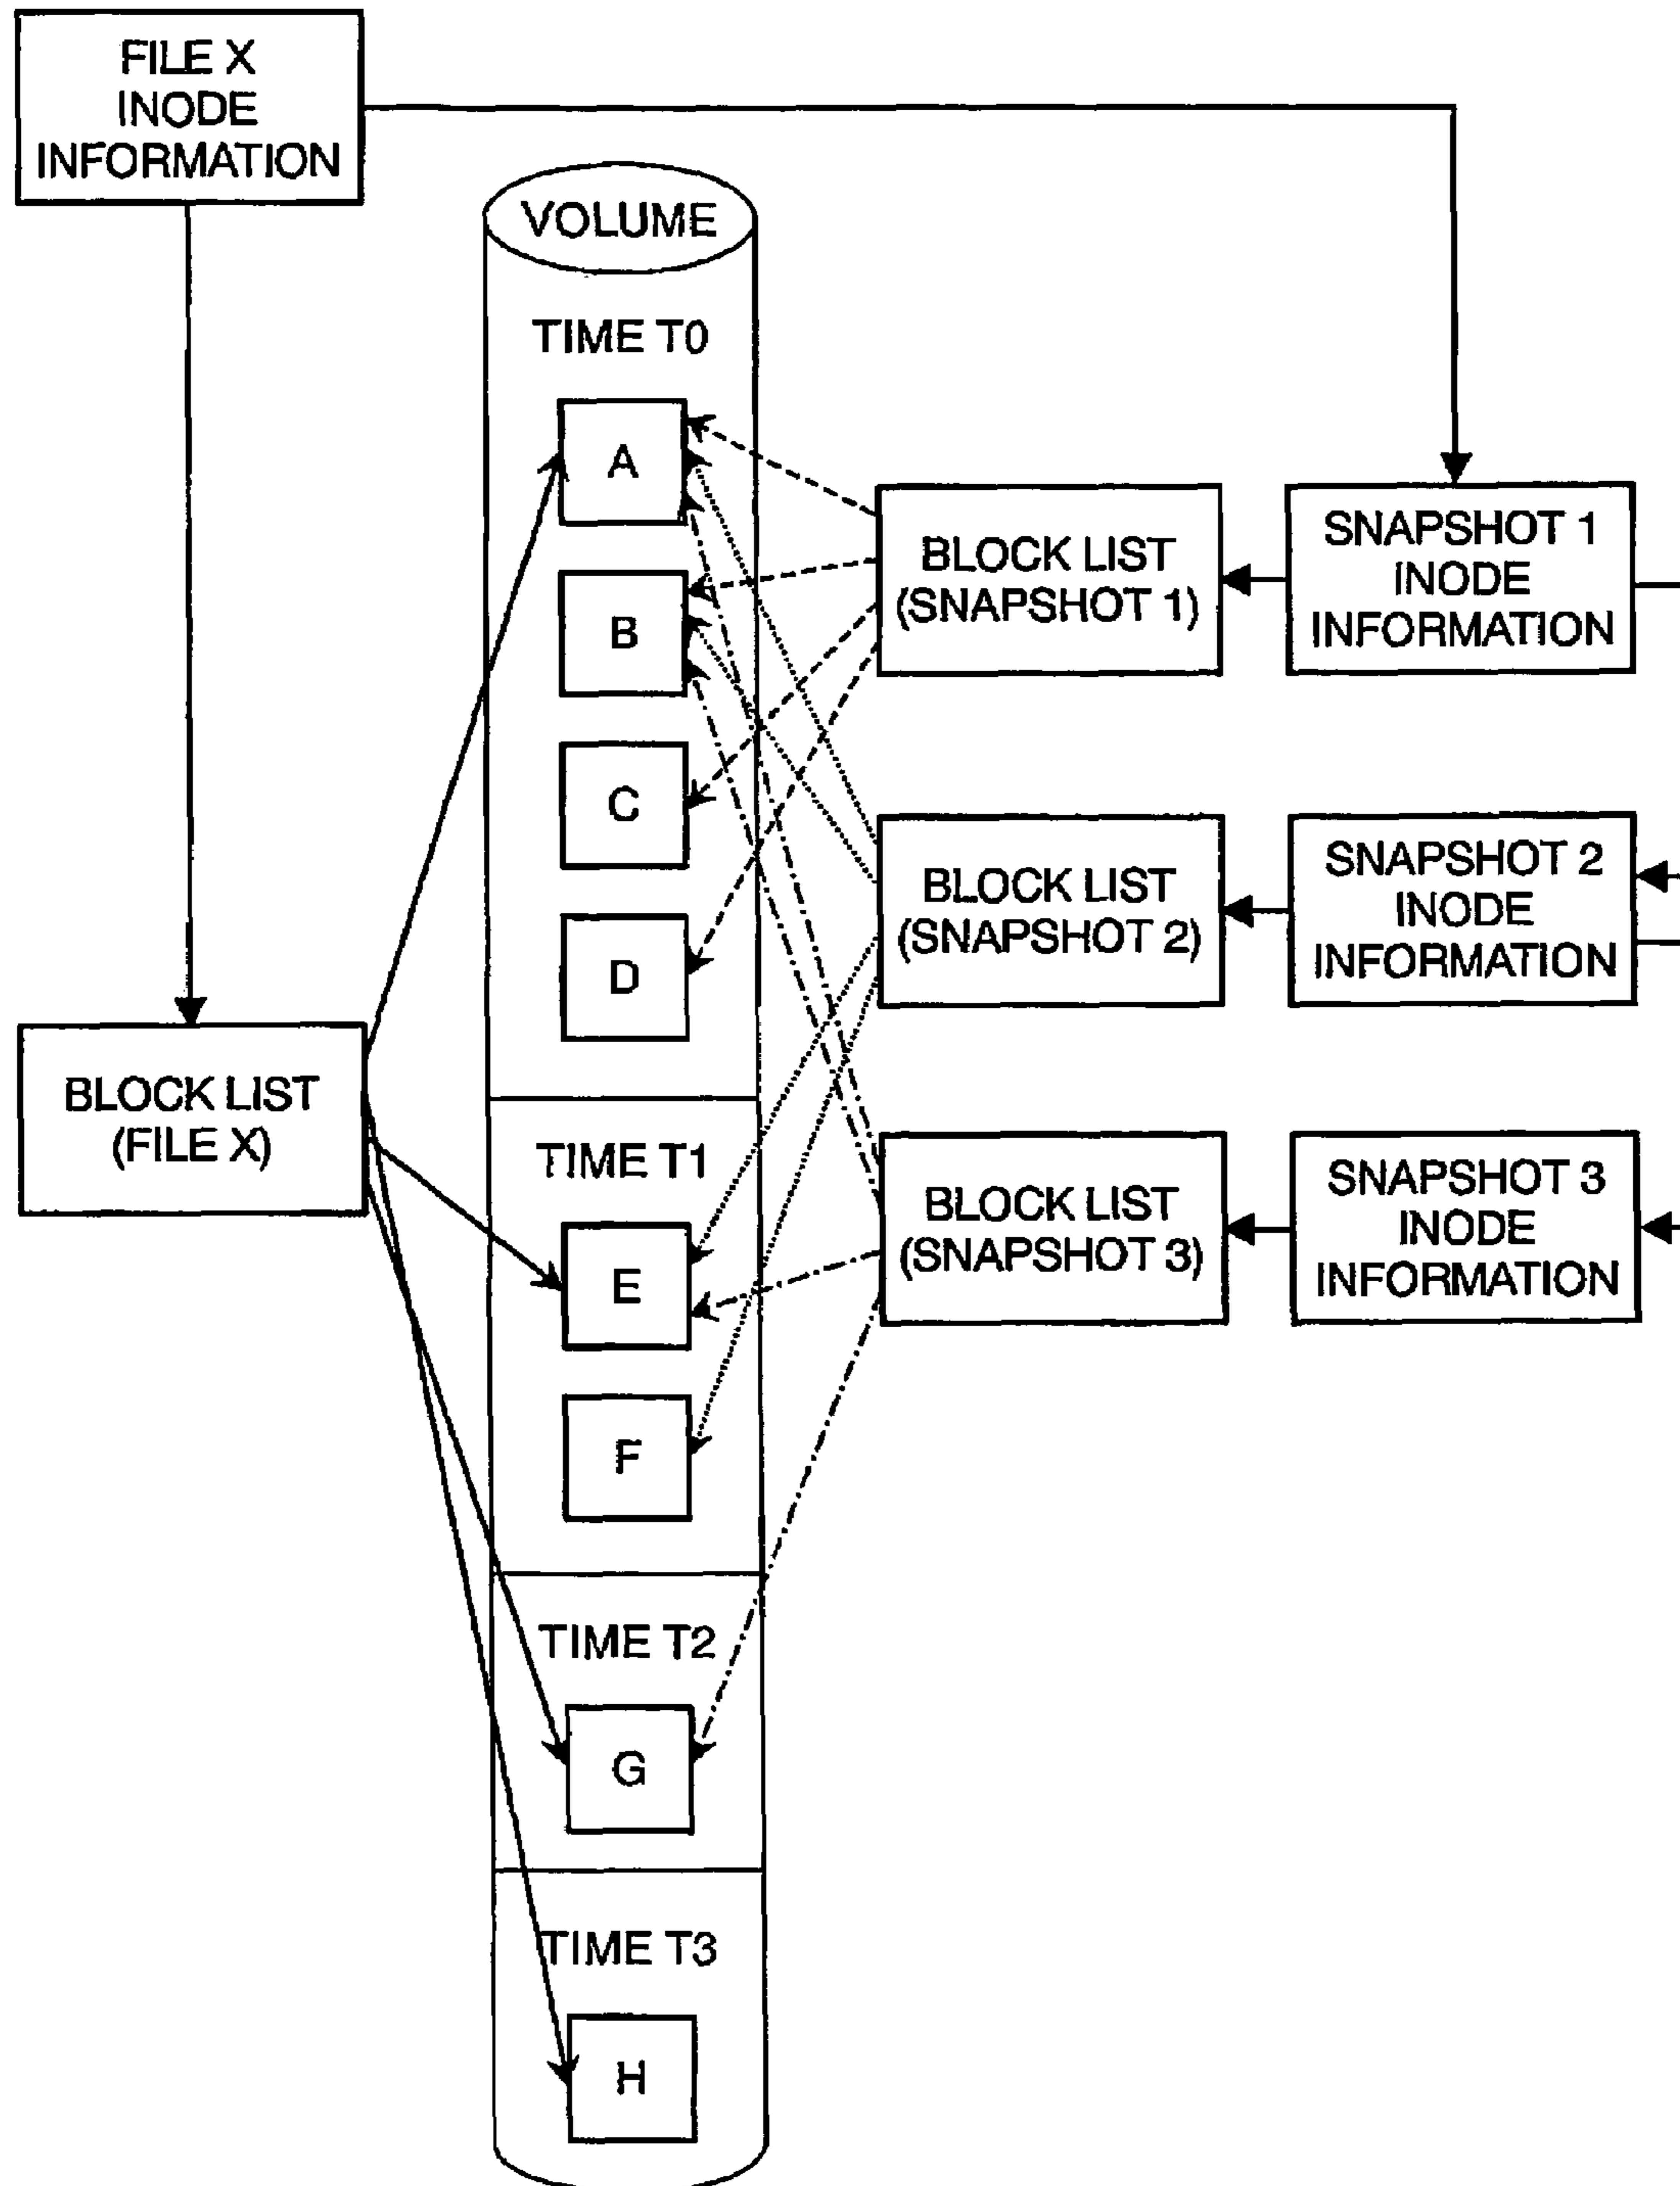 FILE X
INODE
INFORMATION
VOLUME
TIME T0
A
B
C
D
BLOCK LIST
(SNAPSHOT 1)
SNAPSHOT 1
INODE
INFORMATION
BLOCK LIST
(SNAPSHOT 2)
SNAPSHOT 2
INODE
INFORMATION
BLOCK LIST
(FILE X)
TIME T1
E
F
BLOCK LIST
(SNAPSHOT 3)
SNAPSHOT 3
INODE
INFORMATION
TIME T2
G
TIME T3
H